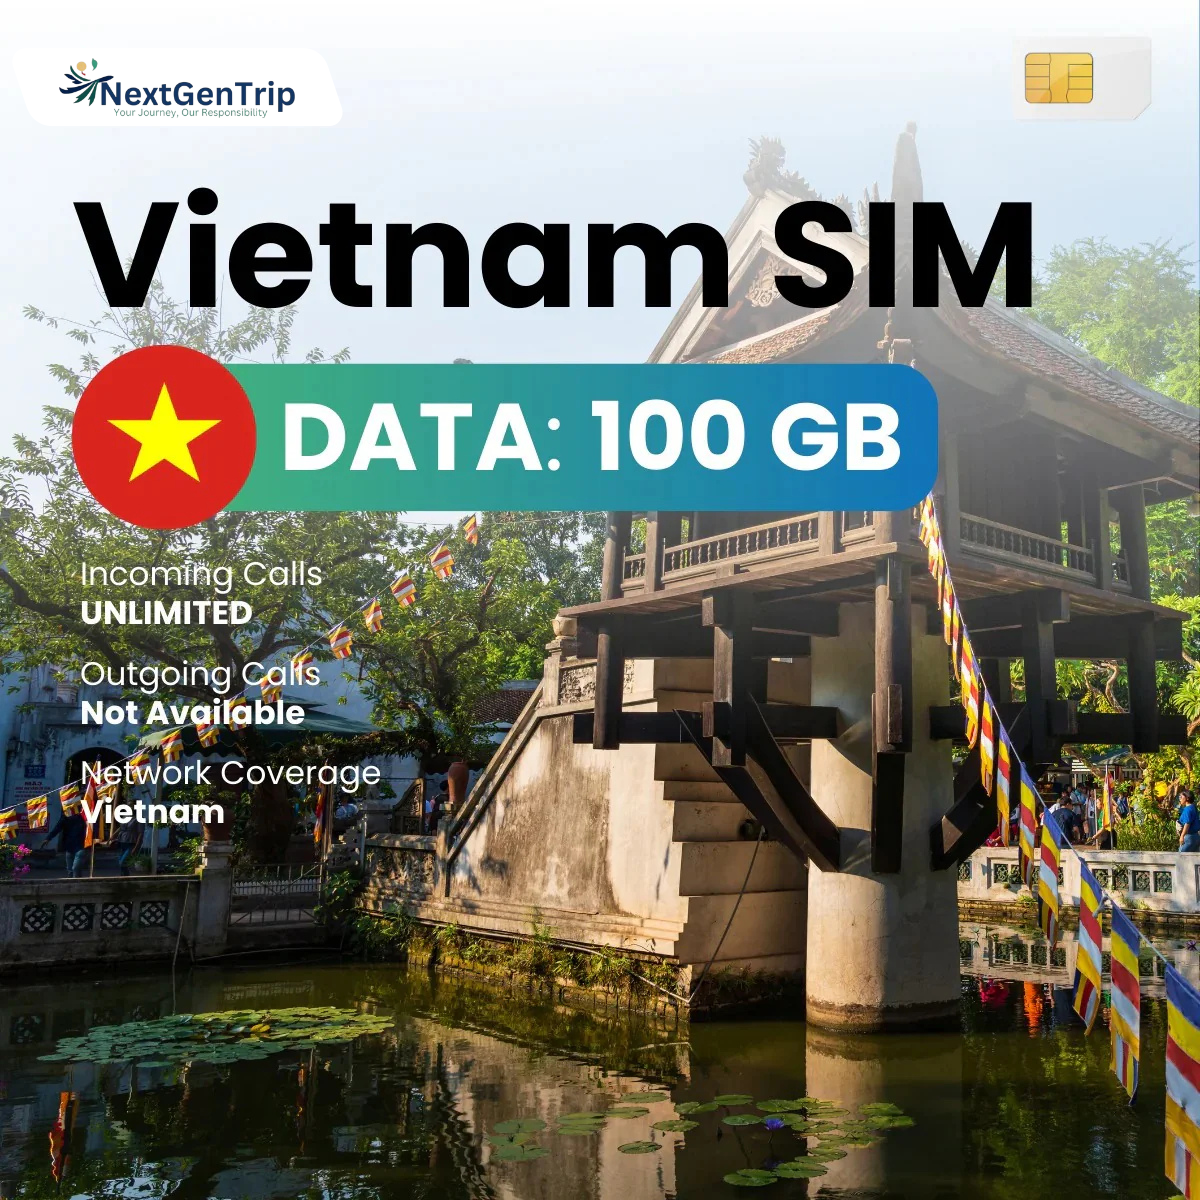 NextGenTrip
Your Journey, Our Responsibility
Vietnam SIM
DATA: 100 GB
Incoming Calls
UNLIMITED
Outgoing Calls
Not Available
Network Coverage
Vietnam